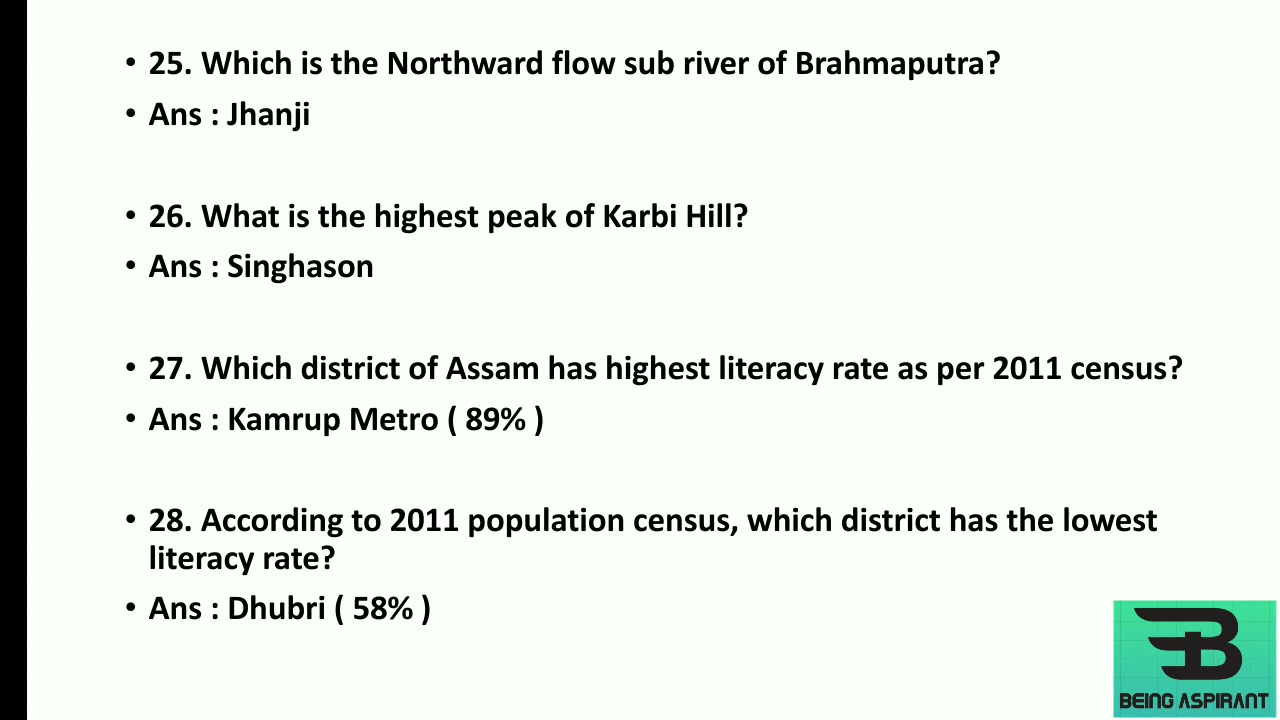 • 25. Which is the Northward flow sub river of Brahmaputra?
• Ans : Jhanji
• 26. What is the highest peak of Karbi Hill?
• Ans : Singhason
• 27. Which district of Assam has highest literacy rate as per 2011 census?
• Ans : Kamrup Metro ( 89% )
• 28. According to 2011 population census, which district has the lowest
literacy rate?
• Ans : Dhubri ( 58% )
BEING ASPIRANT